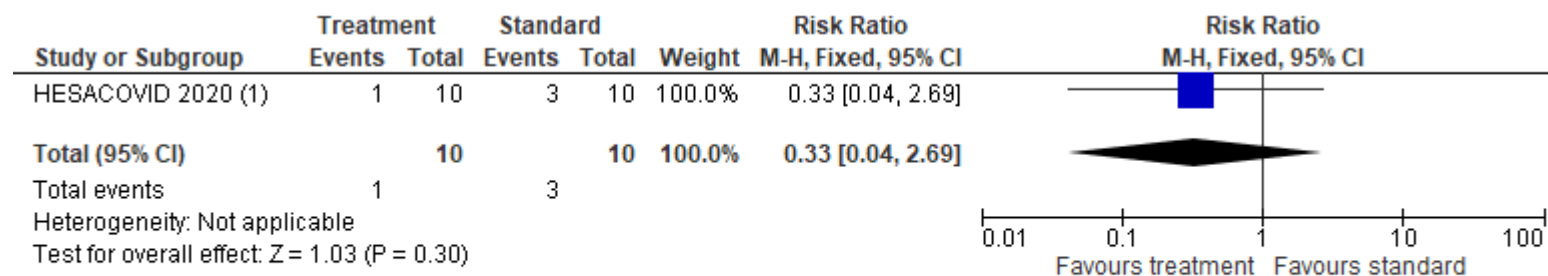 Treatment Standard Risk Ratio Risk Ratio
Study or Subgroup Events Total Events Total Weight M-H, Fixed, 95% CI M-H, Fixed, 95% CI
HESACOVID 2020 (1) 1 10 3 10 100.0% 0.33 [0.04, 2.69]
Total (95% CI) 10 10 100.0% 0.33 [0.04, 2.69]
Total events 1 3
Heterogeneity: Not applicable
Test for overall effect: Z = 1.03 (P = 0.30)
0.01 0.1 1 10 100
Favours treatment Favours standard